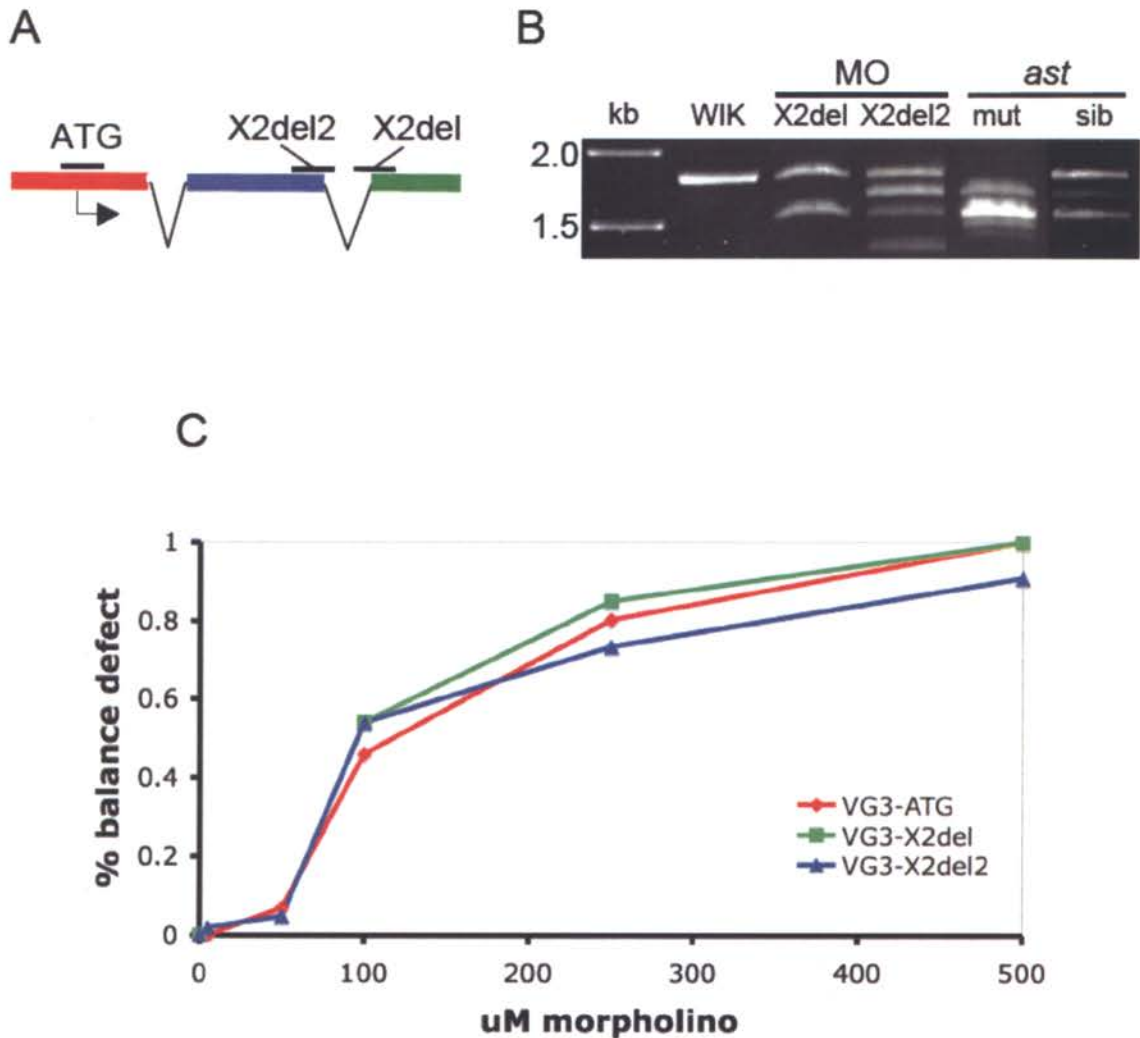 A
ATG
X2del2
X2del
B
MO
ast
kb
WIK
X2del
X2del2
mut
sib
2.0
1.5
C
% balance defect
1
0.8
0.6
0.4
0.2
0
0
100
200
300
400
500
uM morpholino
VG3-ATG
VG3-X2del
VG3-X2del2